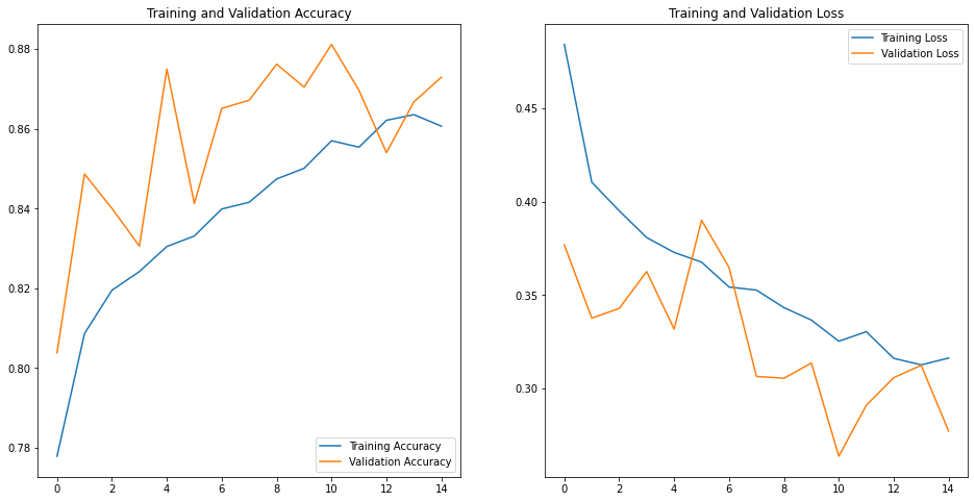 Training and Validation Accuracy
0.88
0.86
0.84
0.82
0.80
0.78
0 2 4 6 8 10 12 14
Training Accuracy
Validation Accuracy
Training and Validation Loss
Training Loss
Validation Loss
0.45
0.40
0.35
0.30
0 2 4 6 8 10 12 14